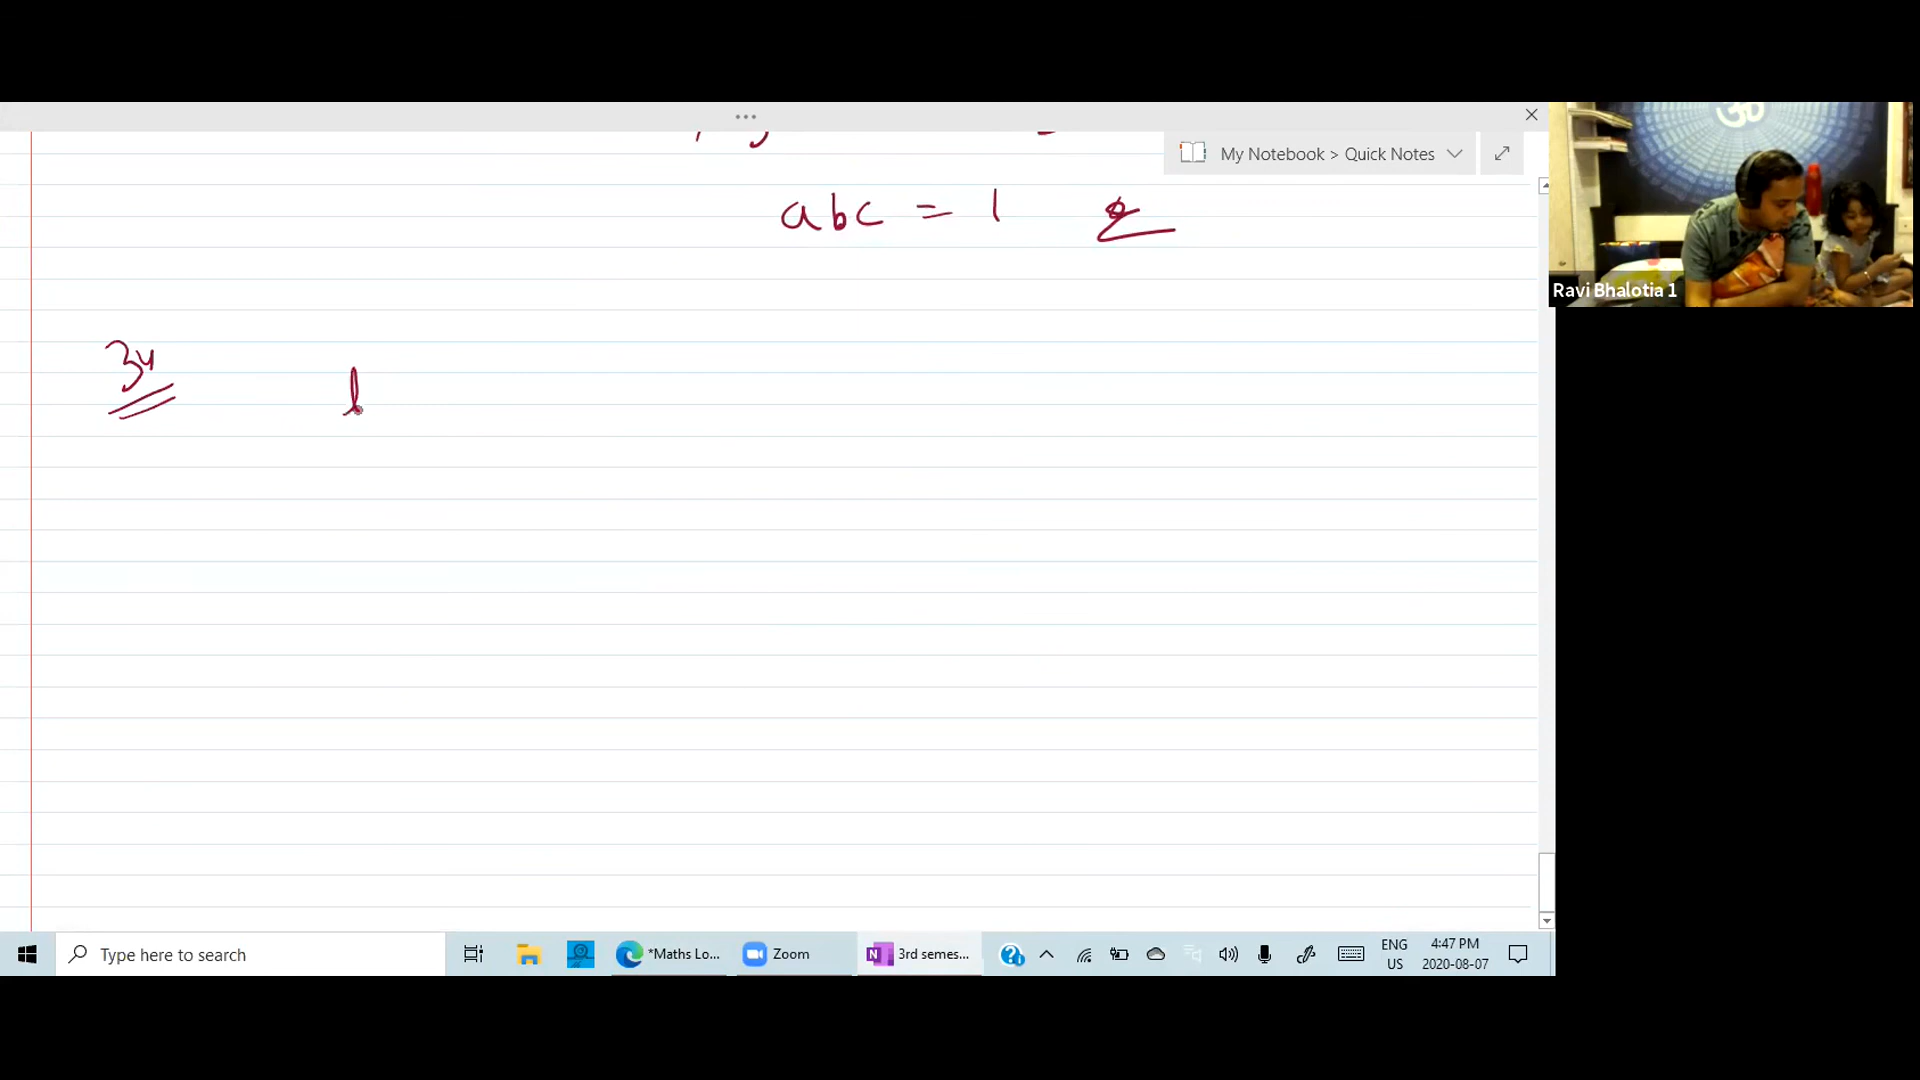 My Notebook > Quick Notes
abc = 1
34
l
Ravi Bhalotia 1
Type here to search
*Maths Lo...
Zoom
3rd semes...
ENG
US
4:47 PM
2020-08-07